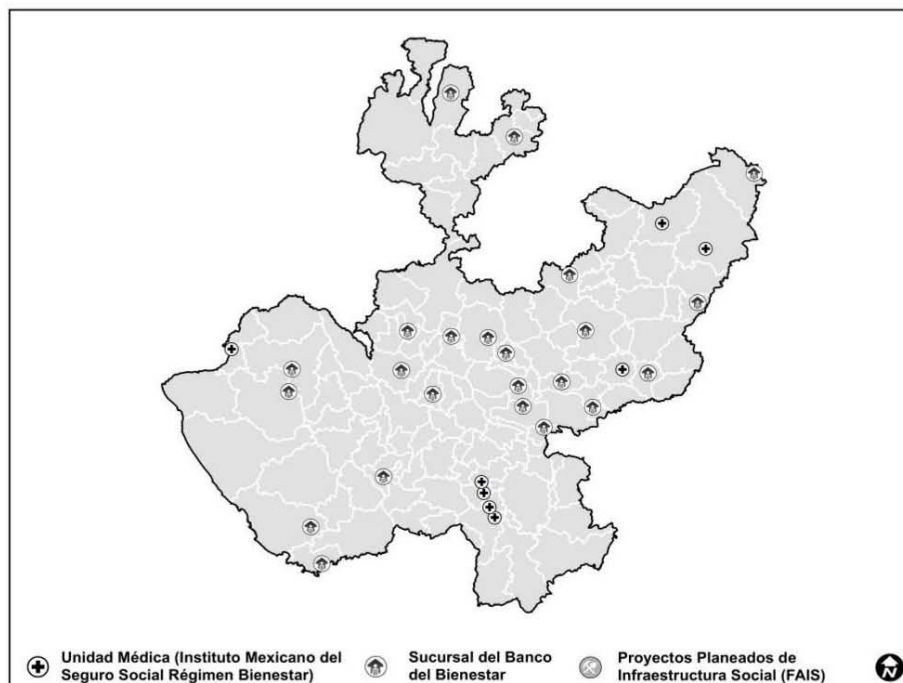 Unidad Médica (Instituto Mexicano del
Seguro Social Régimen Bienestar)
Sucursal del Banco
del Bienestar
Proyectos Planeados de
Infraestructura Social (FAIS)
N